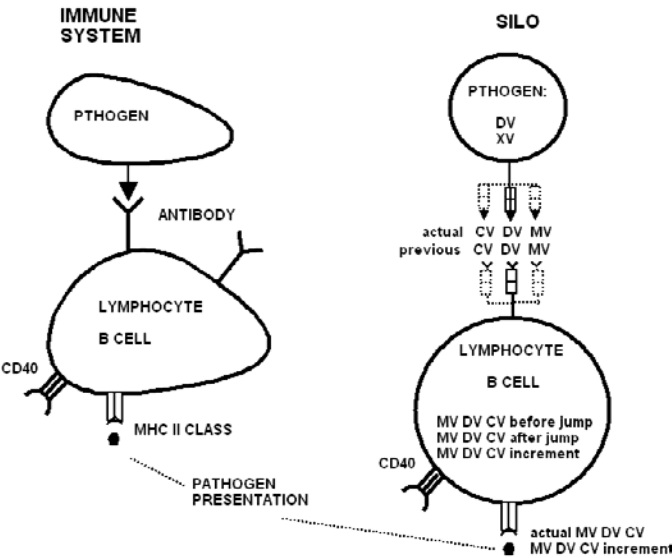 IMMUNE
SYSTEM
PTHOGEN
ANTIBODY
LYMPHOCYTE
B CELL
CD40
MHC II CLASS
PATHOGEN
PRESENTATION
SILO
PTHOGEN:
DV
XV
actual CV DV MV
previous CV DV MV
LYMPHOCYTE
B CELL
MV DV CV before jump
MV DV CV after jump
MV DV CV increment
CD40
actual MV DV CV
MV DV CV increment